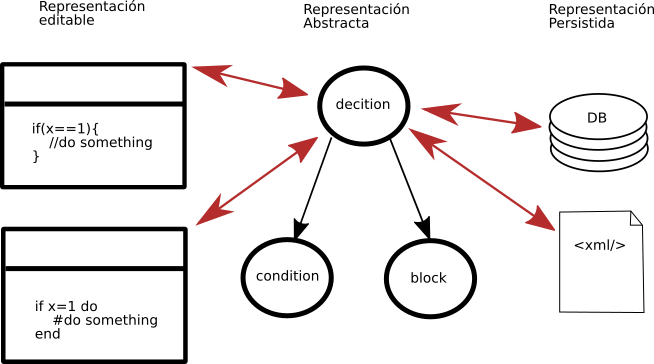 Representación
editable
Representación
Abstracta
Representación
Persistida
if(x==1){
//do something
}
decition
DB
condition
block
<xml/>
if x=1 do
#do something
end